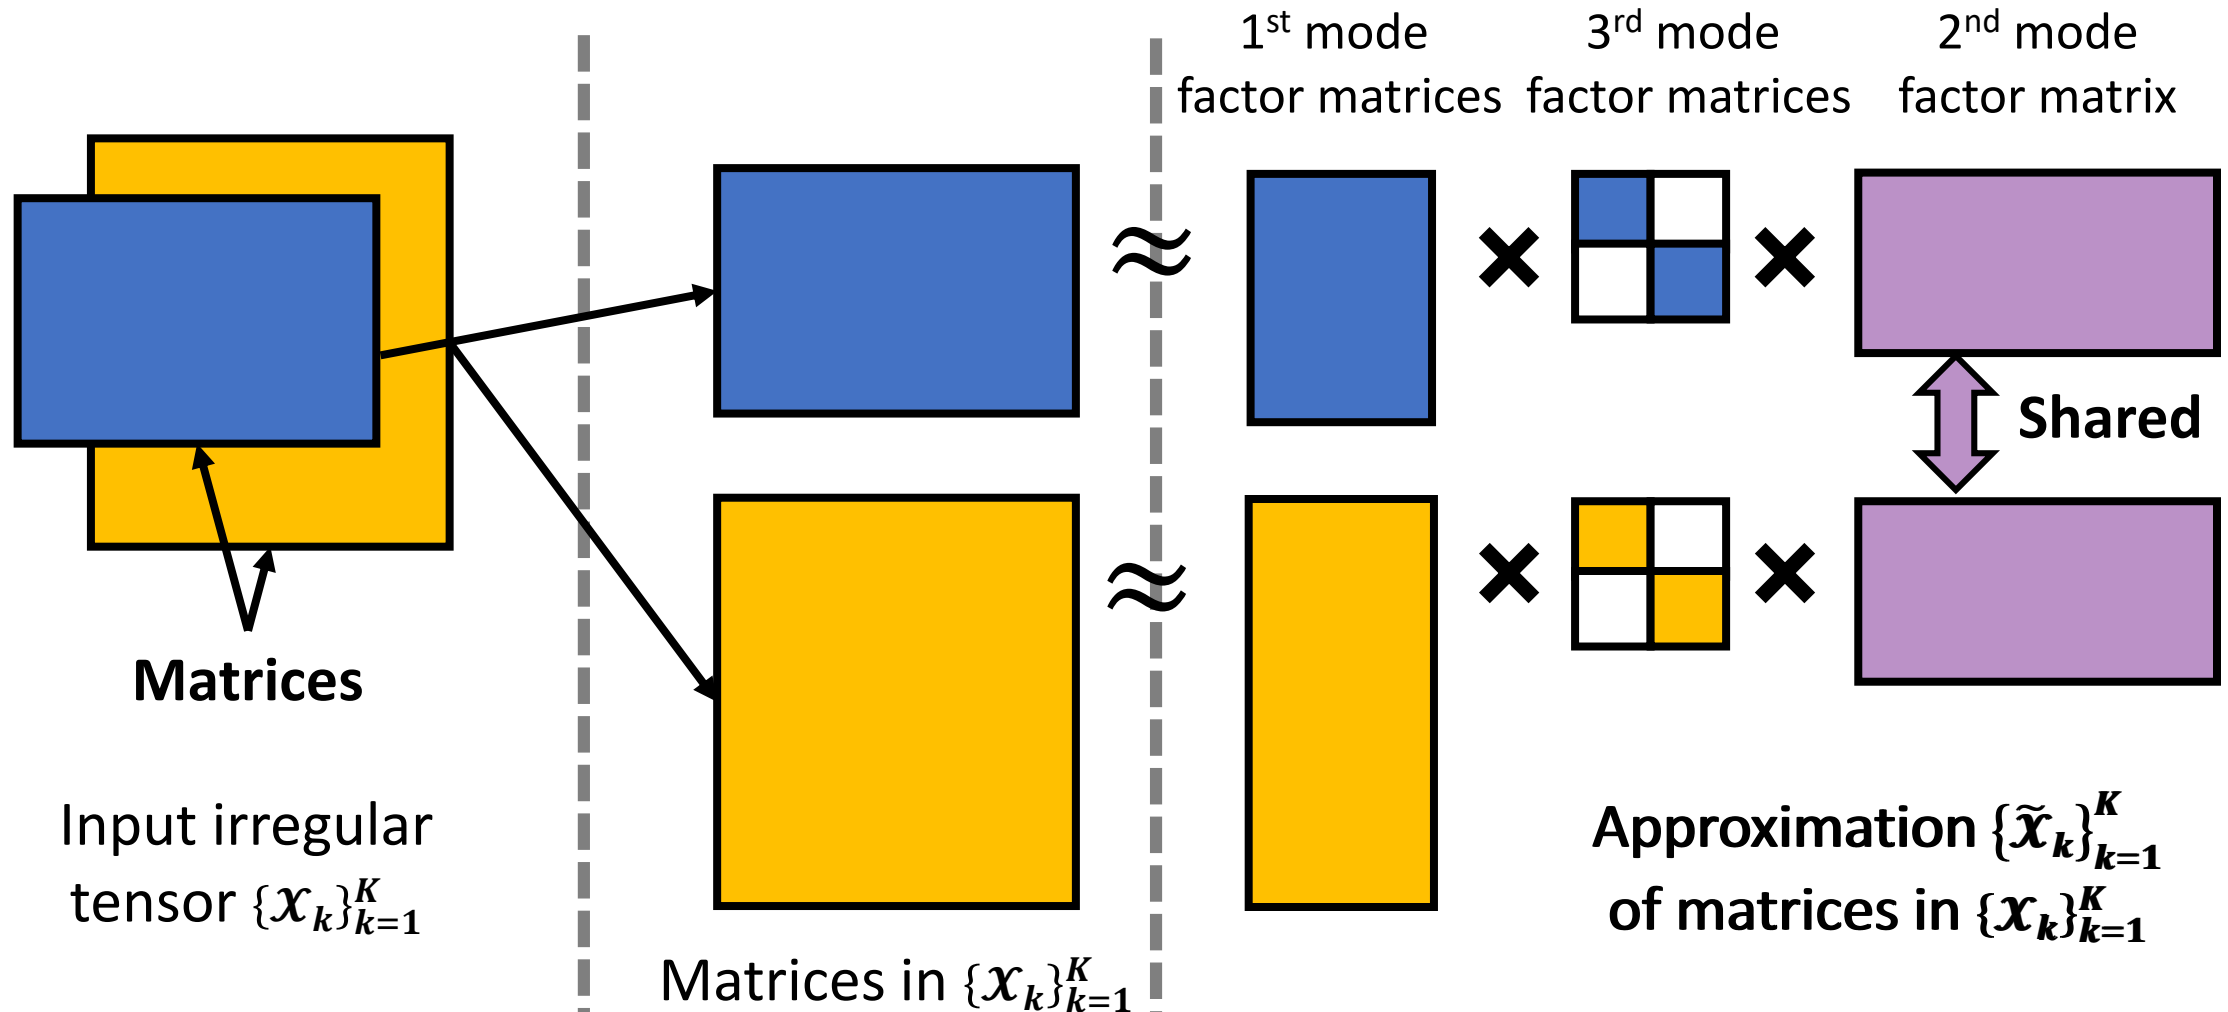 1st mode
factor matrices
3rd mode
factor matrices
2nd mode
factor matrix
≈ × ×
Shared
≈ × ×
Matrices
Input irregular
tensor {𝓧ₖ}ᴷₖ₌₁
Matrices in {𝓧ₖ}ᴷₖ₌₁
Approximation {𝓧̃ₖ}ᴷₖ₌₁
of matrices in {𝓧ₖ}ᴷₖ₌₁